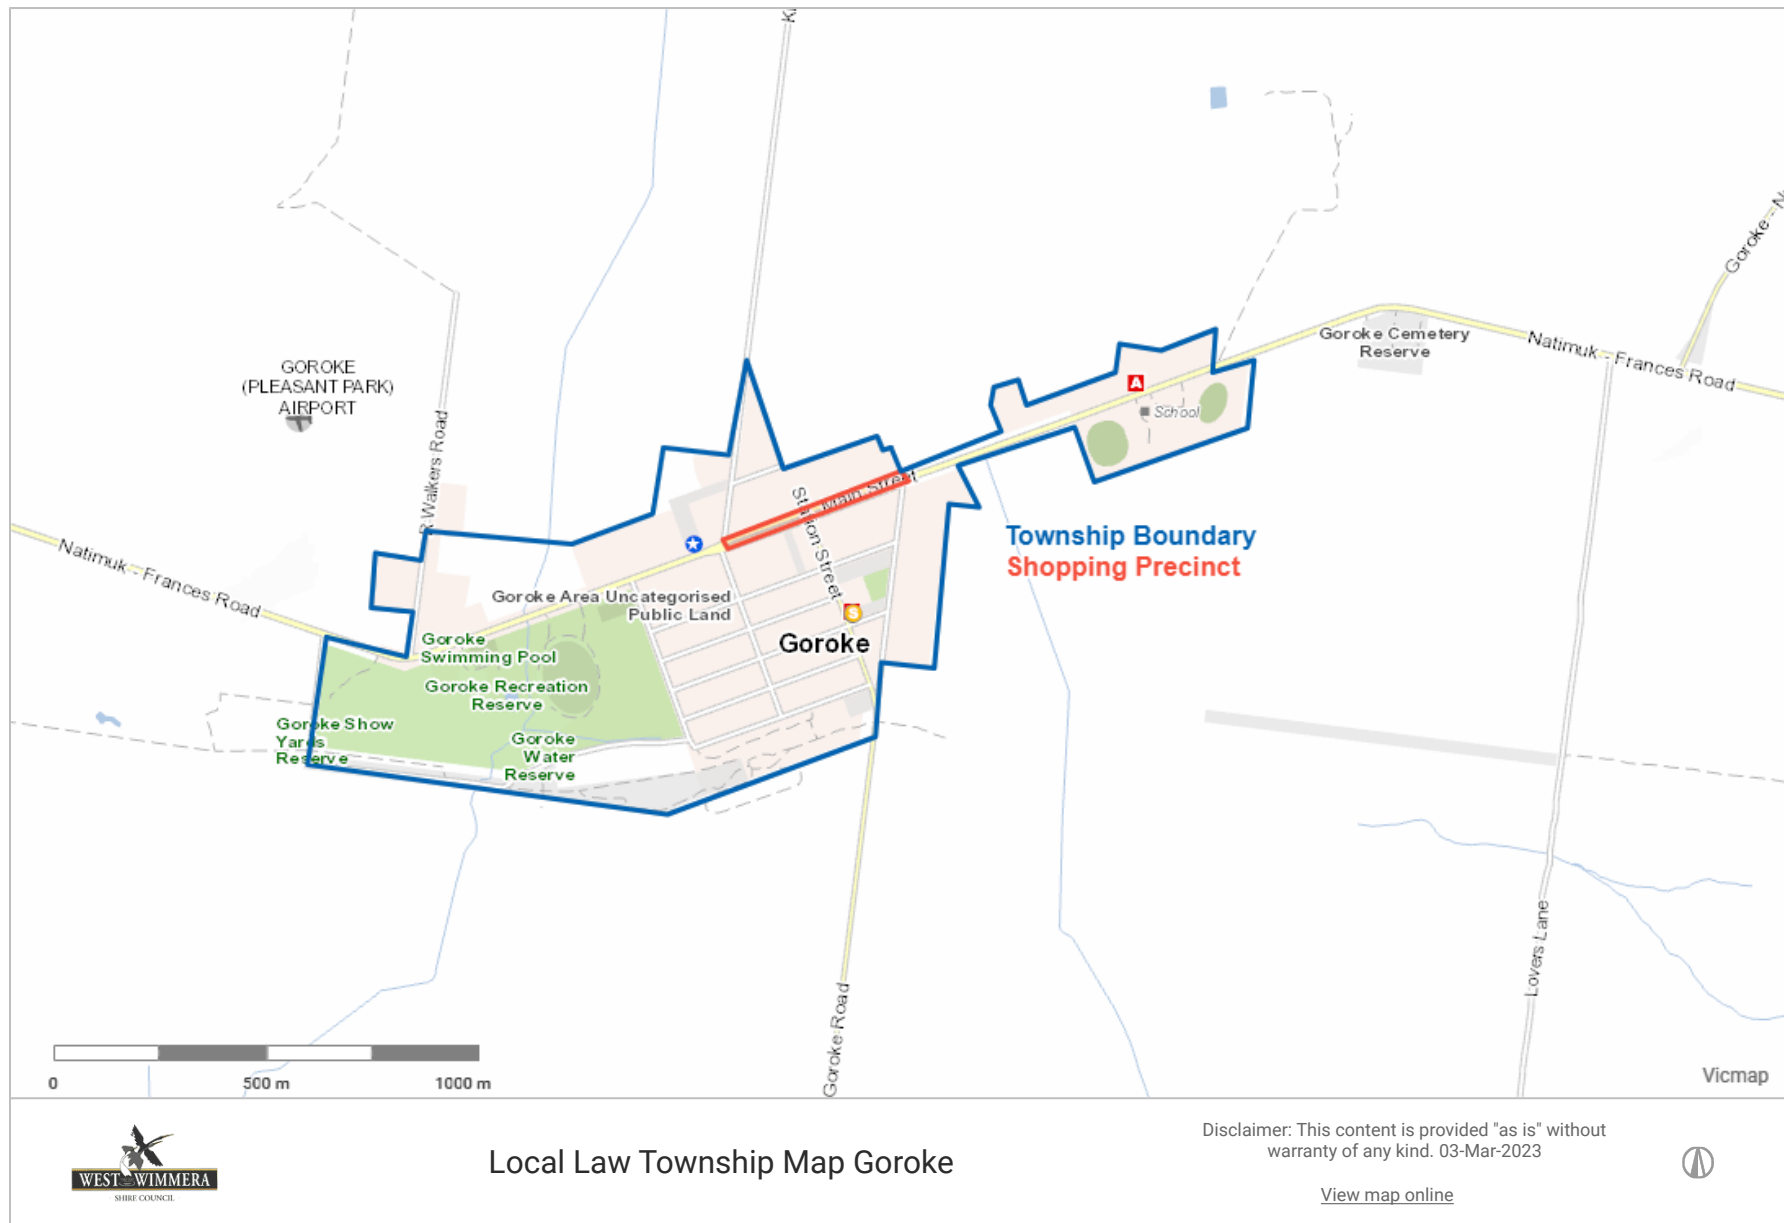 GOROKE
(PLEASANT PARK)
AIRPORT
R Walkers Road
Natimuk - Frances Road
Goroke Cemetery
Reserve
Natimuk - Frances Road
A
School
Main Street
Station Street
Township Boundary
Shopping Precinct
Goroke Area Uncategorised
Public Land
S
Goroke
Goroke
Swimming Pool
Goroke Recreation
Reserve
Goroke Show
Yards
Reserve
Goroke
Water
Reserve
Goroke Road
Lovers Lane
0
500 m
1000 m
Vicmap
WEST WIMMERA
SHIRE COUNCIL
Local Law Township Map Goroke
Disclaimer: This content is provided "as is" without
warranty of any kind. 03-Mar-2023
View map online
Goroke -